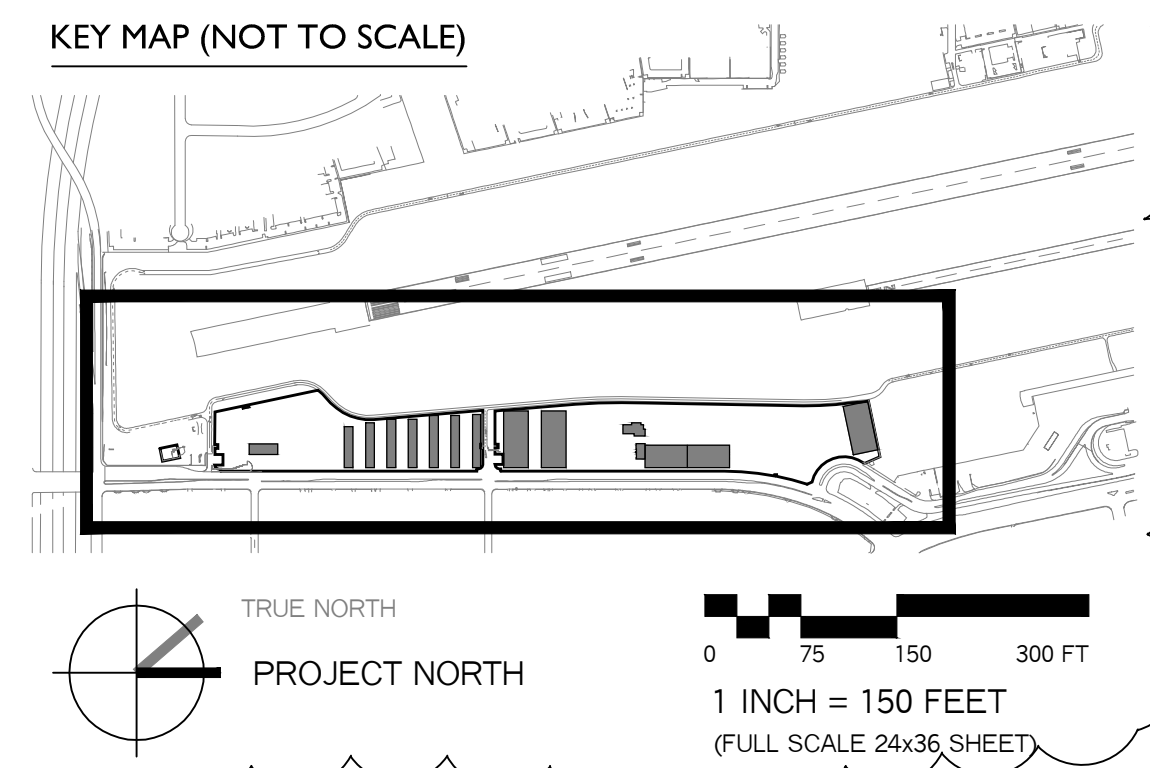 KEY MAP (NOT TO SCALE)
TRUE NORTH
PROJECT NORTH
0 75 150 300 FT
1 INCH = 150 FEET
(FULL SCALE 24x36 SHEET)